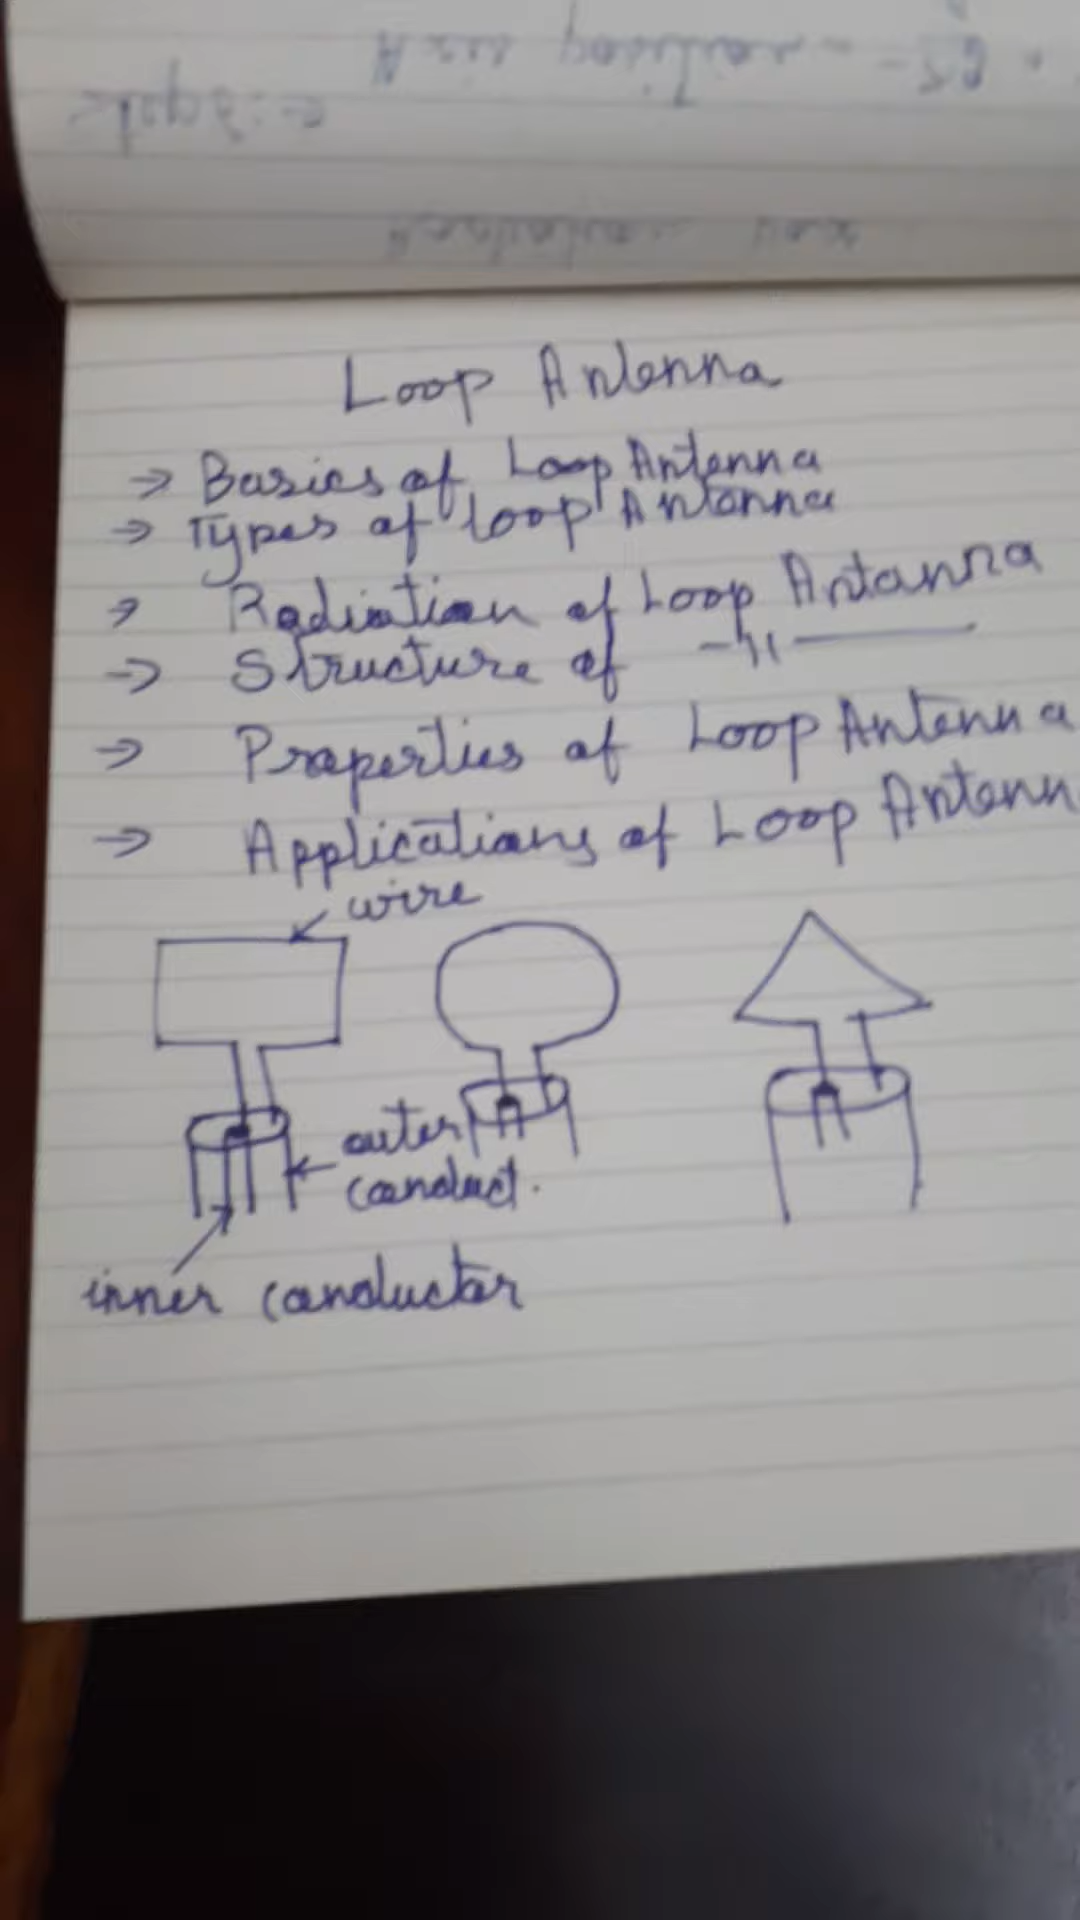 Loop Antenna
→ Basics of Loop Antenna
→ Types of loop Antenna
→ Radiation of Loop Antanna
→ Structure of —〃———
→ Properties of Loop Antenna
→ Applications of Loop Antenn
wire
outer
conduct.
inner conductor